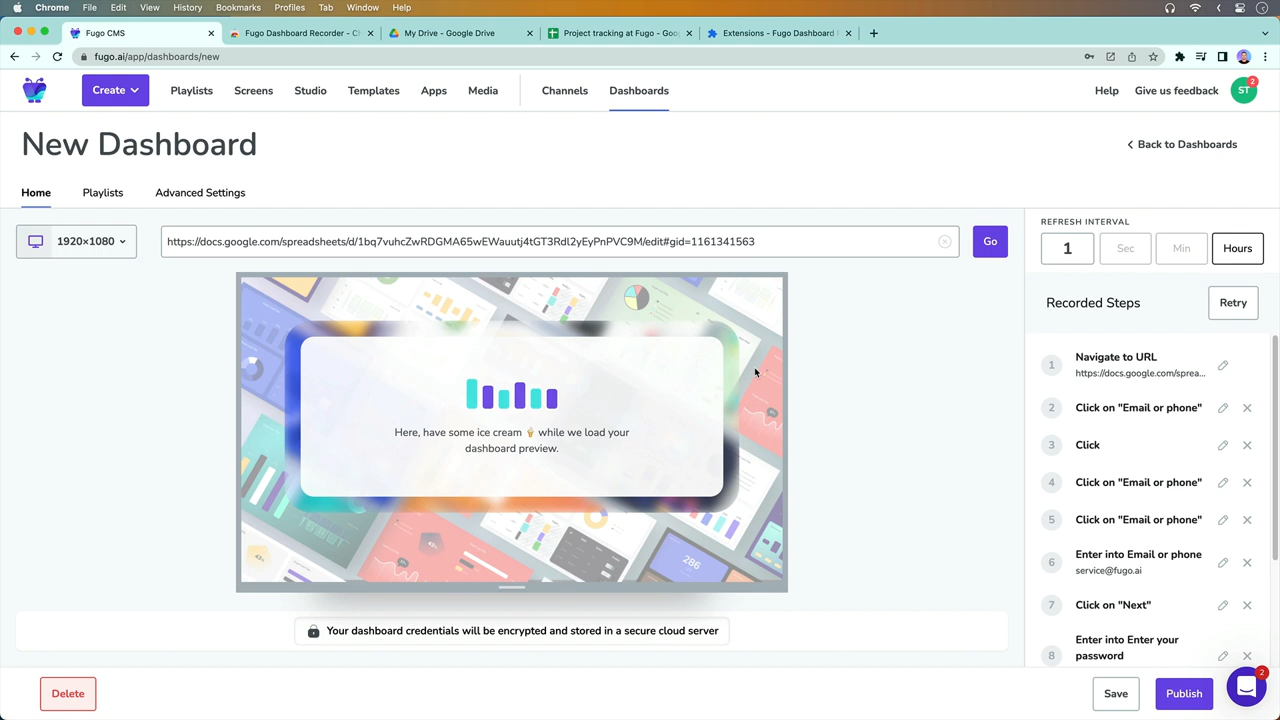 Chrome File Edit View History Bookmarks Profiles Tab Window Help
Fugo CMS
Fugo Dashboard Recorder - Ch
My Drive - Google Drive
Project tracking at Fugo - Goo
Extensions - Fugo Dashboard
fugo.ai/app/dashboards/new
Create Playlists Screens Studio Templates Apps Media Channels Dashboards Help Give us feedback ST 2
New Dashboard
Back to Dashboards
Home Playlists Advanced Settings
REFRESH INTERVAL
1920×1080
https://docs.google.com/spreadsheets/d/1bq7vuhcZwRDGMA65wEWauutj4tGT3Rdl2yEyPnPVC9M/edit#gid=1161341563
Go
1 Sec Min Hours
Recorded Steps Retry
1 Navigate to URL
https://docs.google.com/sprea...
2 Click on "Email or phone"
3 Click
4 Click on "Email or phone"
5 Click on "Email or phone"
6 Enter into Email or phone
service@fugo.ai
7 Click on "Next"
8 Enter into Enter your
password
Here, have some ice cream 🍦 while we load your
dashboard preview.
286
Your dashboard credentials will be encrypted and stored in a secure cloud server
Delete Save Publish 2